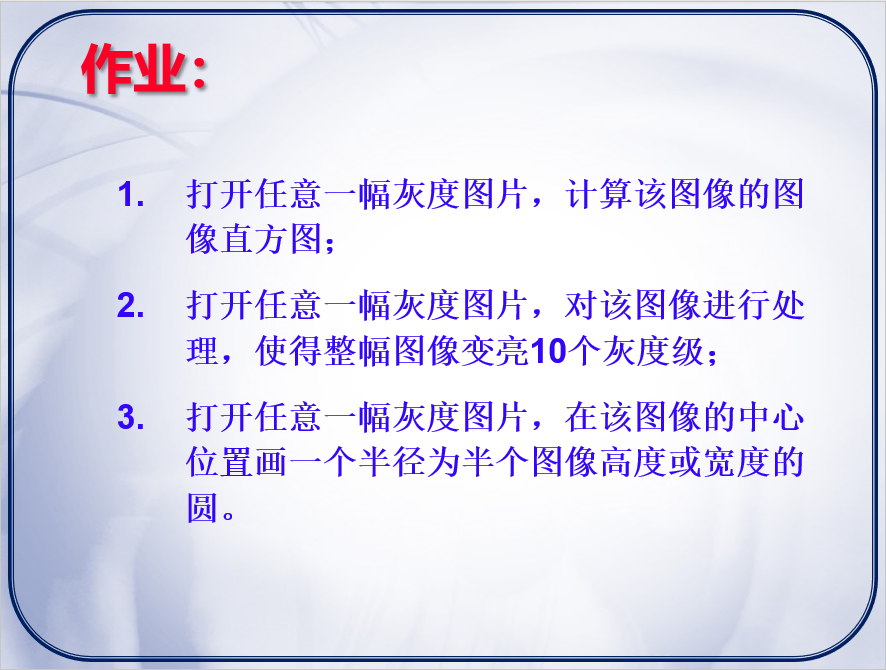 作业：
1. 打开任意一幅灰度图片，计算该图像的图
像直方图；
2. 打开任意一幅灰度图片，对该图像进行处
理，使得整幅图像变亮10个灰度级；
3. 打开任意一幅灰度图片，在该图像的中心
位置画一个半径为半个图像高度或宽度的
圆。